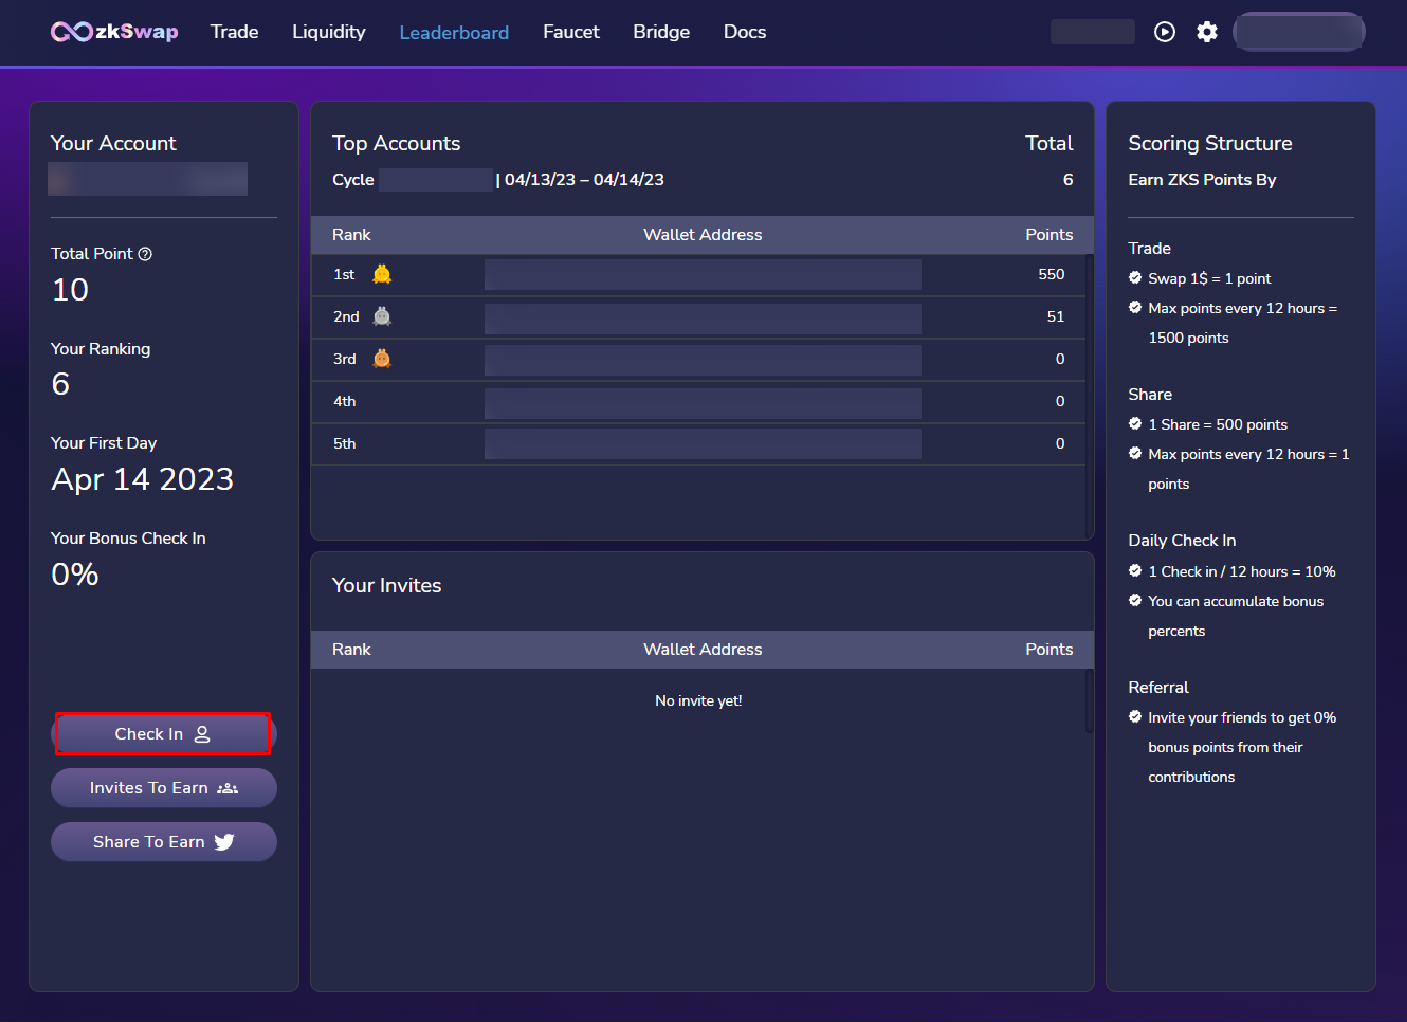 zkSwap Trade Liquidity Leaderboard Faucet Bridge Docs
Your Account
Total Point
10
Your Ranking
6
Your First Day
Apr 14 2023
Your Bonus Check In
0%
Check In
Invites To Earn
Share To Earn
Top Accounts Total
Cycle | 04/13/23 – 04/14/23 6
Rank Wallet Address Points
1st 550
2nd 51
3rd 0
4th 0
5th 0
Your Invites
Rank Wallet Address Points
No invite yet!
Scoring Structure
Earn ZKS Points By
Trade
Swap 1$ = 1 point
Max points every 12 hours =
1500 points
Share
1 Share = 500 points
Max points every 12 hours = 1
points
Daily Check In
1 Check in / 12 hours = 10%
You can accumulate bonus
percents
Referral
Invite your friends to get 0%
bonus points from their
contributions